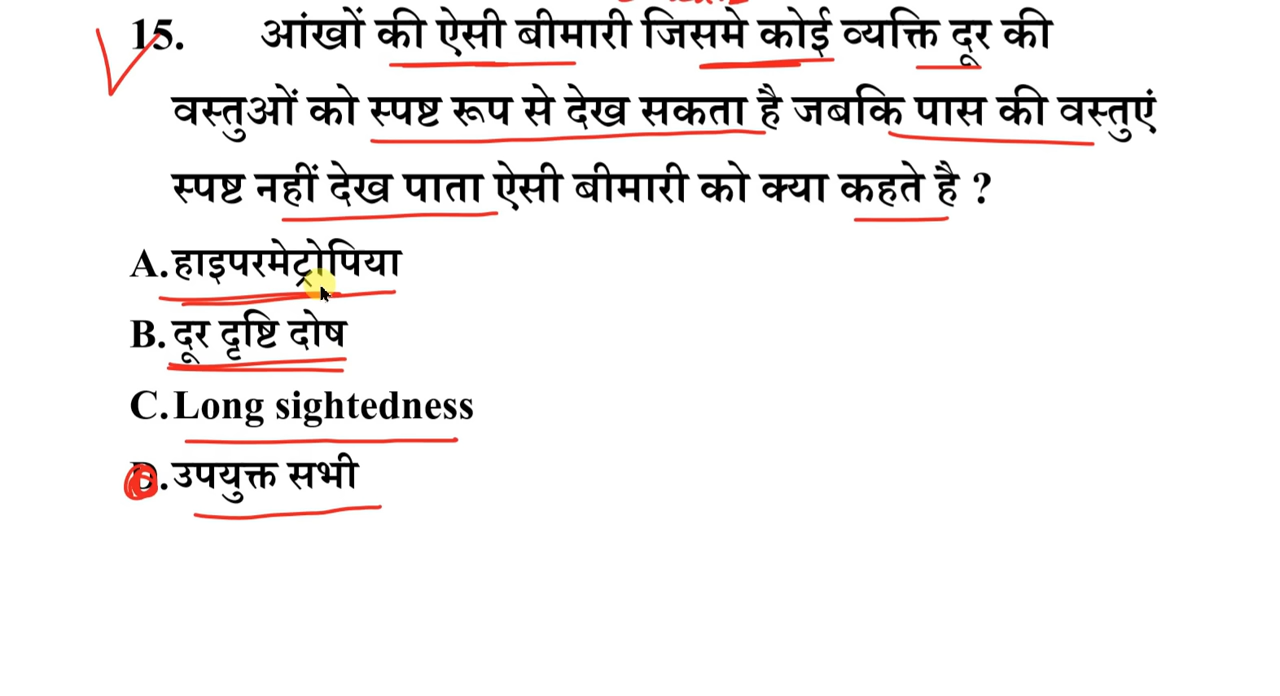 15. आंखों की ऐसी बीमारी जिसमे कोई व्यक्ति दूर की
वस्तुओं को स्पष्ट रूप से देख सकता है जबकि पास की वस्तुएं
स्पष्ट नहीं देख पाता ऐसी बीमारी को क्या कहते है ?
A.हाइपरमेट्रोपिया
B. दूर दृष्टि दोष
C.Long sightedness
D.उपयुक्त सभी